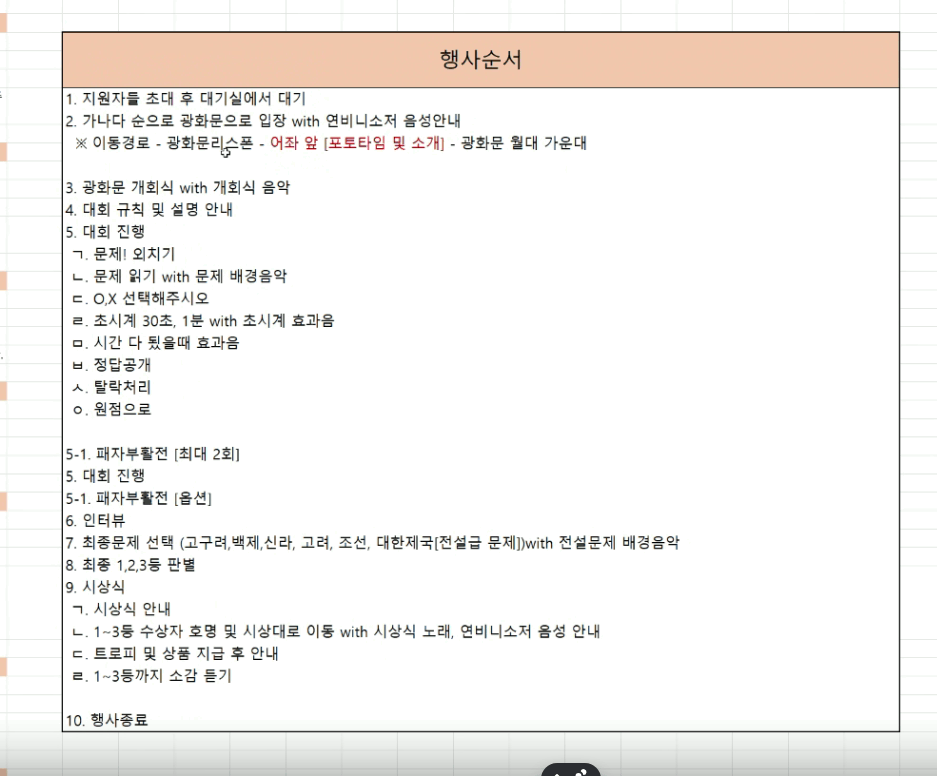 행사순서
1. 지원자들 초대 후 대기실에서 대기
2. 가나다 순으로 광화문으로 입장 with 연비니소저 음성안내
※ 이동경로 - 광화문리스폰 - 어좌 앞 [포토타임 및 소개] - 광화문 월대 가운대
3. 광화문 개회식 with 개회식 음악
4. 대회 규칙 및 설명 안내
5. 대회 진행
ㄱ. 문제! 외치기
ㄴ. 문제 읽기 with 문제 배경음악
ㄷ. O,X 선택해주시오
ㄹ. 초시계 30초, 1분 with 초시계 효과음
ㅁ. 시간 다 됬을때 효과음
ㅂ. 정답공개
ㅅ. 탈락처리
ㅇ. 원점으로
5-1. 패자부활전 [최대 2회]
5. 대회 진행
5-1. 패자부활전 [옵션]
6. 인터뷰
7. 최종문제 선택 (고구려,백제,신라, 고려, 조선, 대한제국[전설급 문제])with 전설문제 배경음악
8. 최종 1,2,3등 판별
9. 시상식
ㄱ. 시상식 안내
ㄴ. 1~3등 수상자 호명 및 시상대로 이동 with 시상식 노래, 연비니소저 음성 안내
ㄷ. 트로피 및 상품 지급 후 안내
ㄹ. 1~3등까지 소감 듣기
10. 행사종료